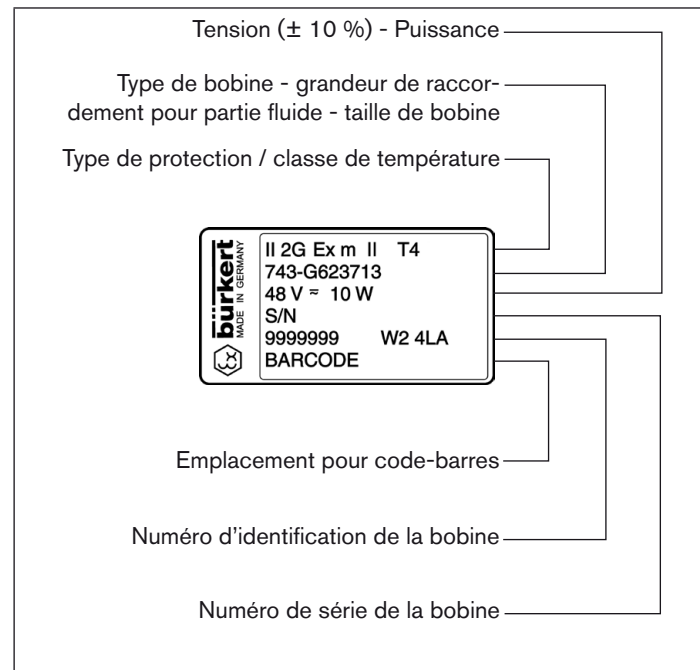 Tension (± 10 %) - Puissance
Type de bobine - grandeur de raccor-
dement pour partie fluide - taille de bobine
Type de protection / classe de température
bürkert
MADE IN GERMANY
II 2G Ex m II T4
743-G623713
48 V ≂ 10 W
S/N
9999999 W2 4LA
BARCODE
Emplacement pour code-barres
Numéro d’identification de la bobine
Numéro de série de la bobine